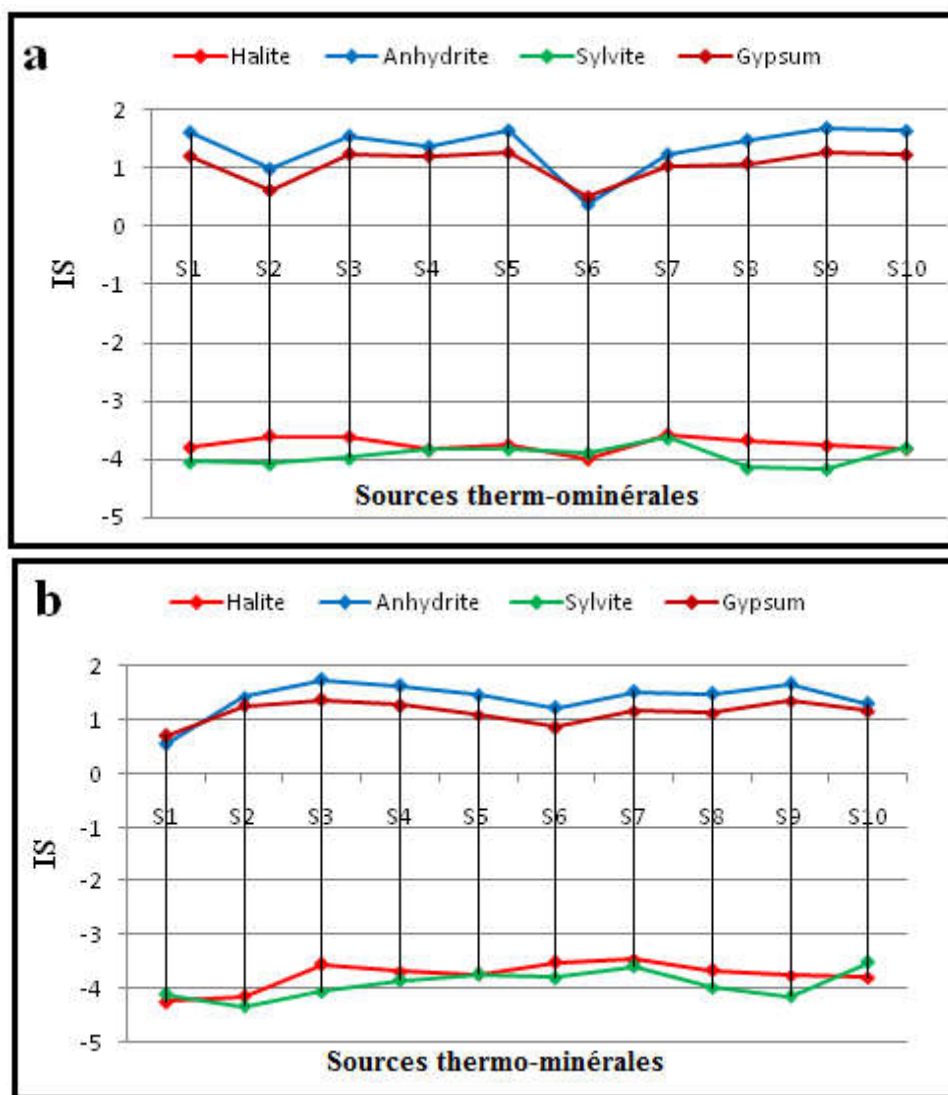 a
Halite Anhydrite Sylvite Gypsum
2
1
0
S1 S2 S3 S4 S5 S6 S7 S8 S9 S10
-1
-2
-3
-4
-5
IS
Sources therm-ominérales
b
Halite Anhydrite Sylvite Gypsum
2
1
0
S1 S2 S3 S4 S5 S6 S7 S8 S9 S10
-1
-2
-3
-4
-5
IS
Sources thermo-minérales